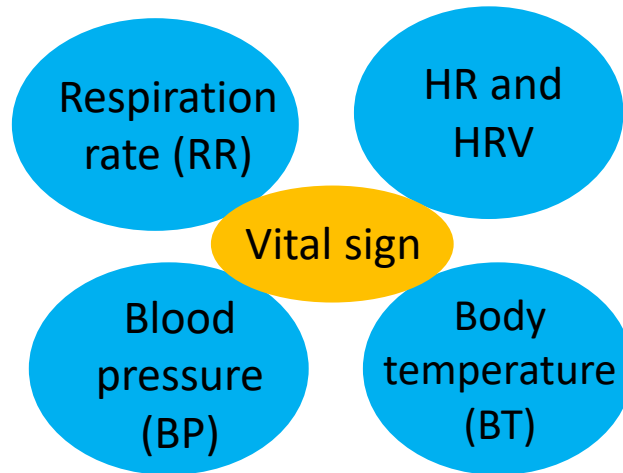 Respiration
rate (RR)
HR and
HRV
Vital sign
Blood
pressure
(BP)
Body
temperature
(BT)